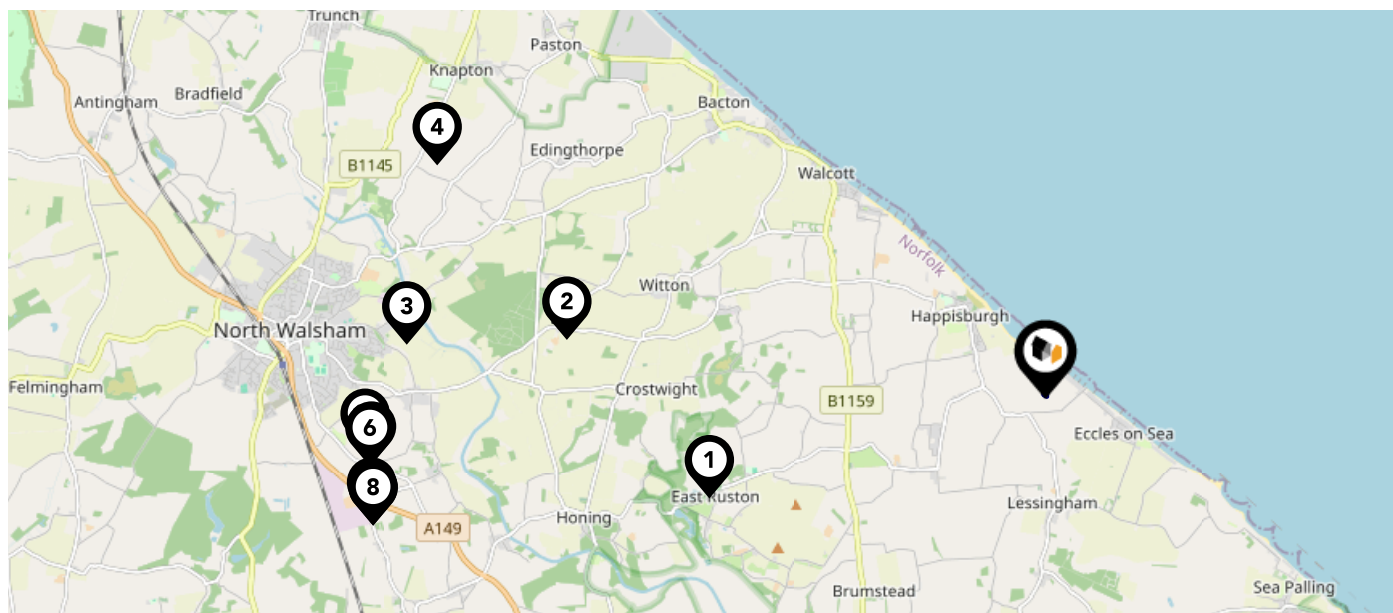 Trunch
Paston
Knapton
Bradfield
Antingham
Bacton
4
Edingthorpe
B1145
Walcott
Norfolk
Witton
3
2
Happisburgh
North Walsham
Felmingham
Crostwight
B1159
6
Eccles on Sea
1
8
East Ruston
Lessingham
Honing
A149
Sea Palling
Brumstead